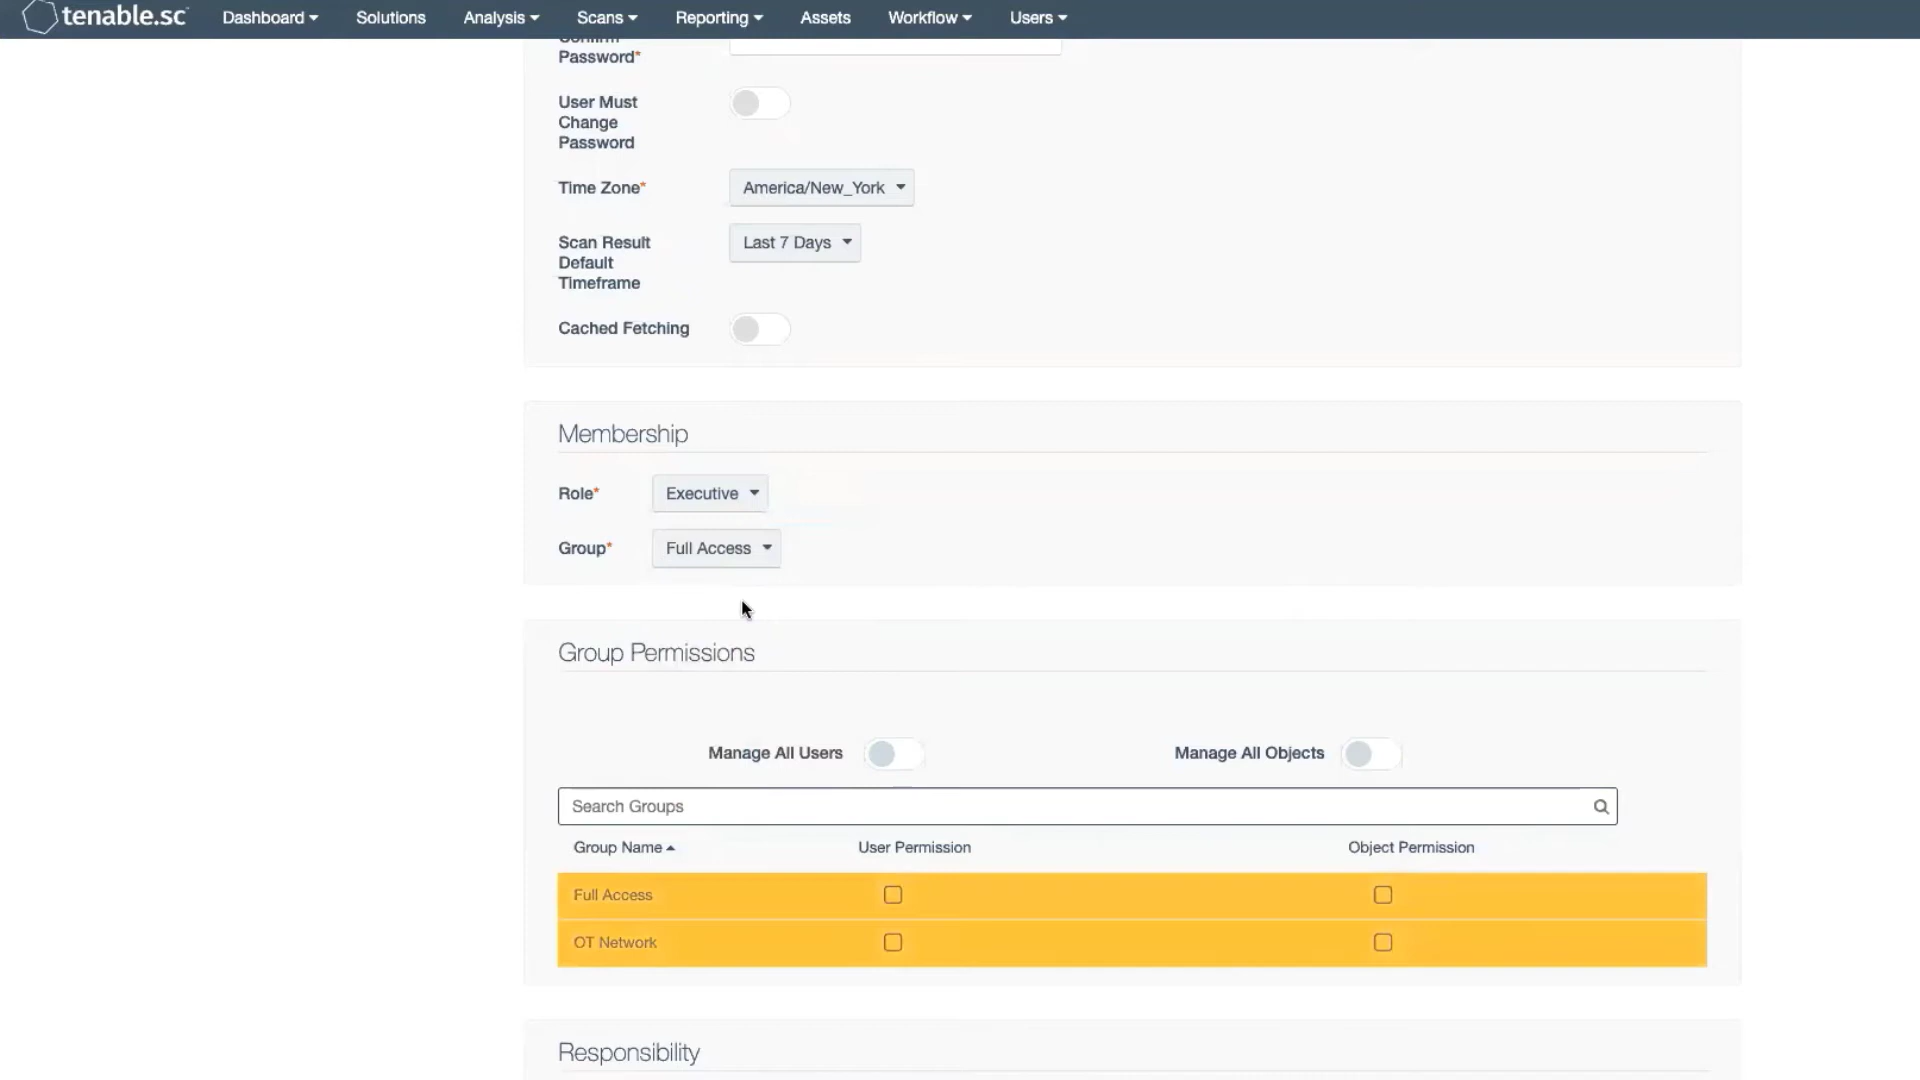 tenable.sc Dashboard Solutions Analysis Scans Reporting Assets Workflow Users
Confirm
Password*
User Must
Change
Password
Time Zone* America/New_York
Scan Result Last 7 Days
Default
Timeframe
Cached Fetching
Membership
Role* Executive
Group* Full Access
Group Permissions
Manage All Users Manage All Objects
Search Groups
Group Name User Permission Object Permission
Full Access
OT Network
Responsibility